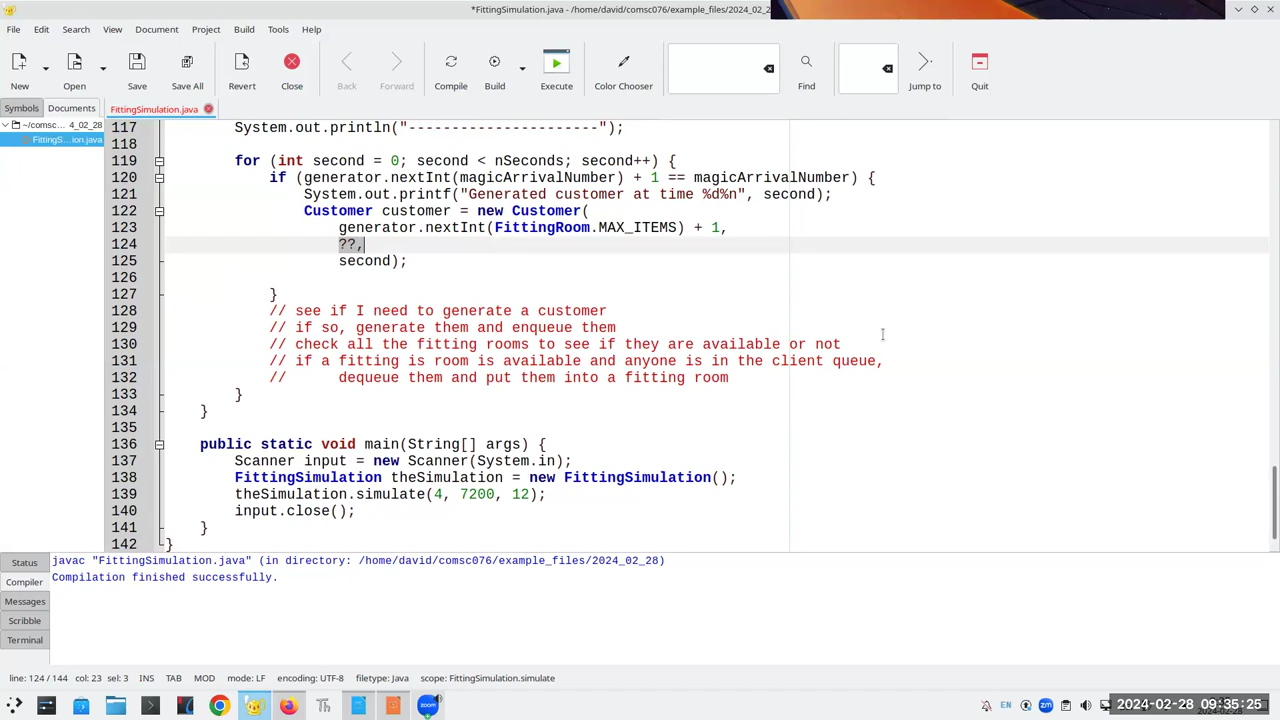 *FittingSimulation.java - /home/david/comsc076/example_files/2024_02_2
File Edit Search View Document Project Build Tools Help
New Open Save Save All Revert Close Back Forward Compile Build Execute Color Chooser Find Jump to Quit
Symbols Documents FittingSimulation.java
~/comsc... 4_02_28
FittingS...ion.java
117 System.out.println("----------------------");
118
119 for (int second = 0; second < nSeconds; second++) {
120 if (generator.nextInt(magicArrivalNumber) + 1 == magicArrivalNumber) {
121 System.out.printf("Generated customer at time %d%n", second);
122 Customer customer = new Customer(
123 generator.nextInt(FittingRoom.MAX_ITEMS) + 1,
124 ??,
125 second);
126
127 }
128 // see if I need to generate a customer
129 // if so, generate them and enqueue them
130 // check all the fitting rooms to see if they are available or not
131 // if a fitting is room is available and anyone is in the client queue,
132 // dequeue them and put them into a fitting room
133 }
134 }
135
136 public static void main(String[] args) {
137 Scanner input = new Scanner(System.in);
138 FittingSimulation theSimulation = new FittingSimulation();
139 theSimulation.simulate(4, 7200, 12);
140 input.close();
141 }
142 }
Status
Compiler
Messages
Scribble
Terminal
javac "FittingSimulation.java" (in directory: /home/david/comsc076/example_files/2024_02_28)
Compilation finished successfully.
line: 124 / 144 col: 23 sel: 3 INS TAB MOD mode: LF encoding: UTF-8 filetype: Java scope: FittingSimulation.simulate
zoom
EN
zm
2024-02-28 09:35:25